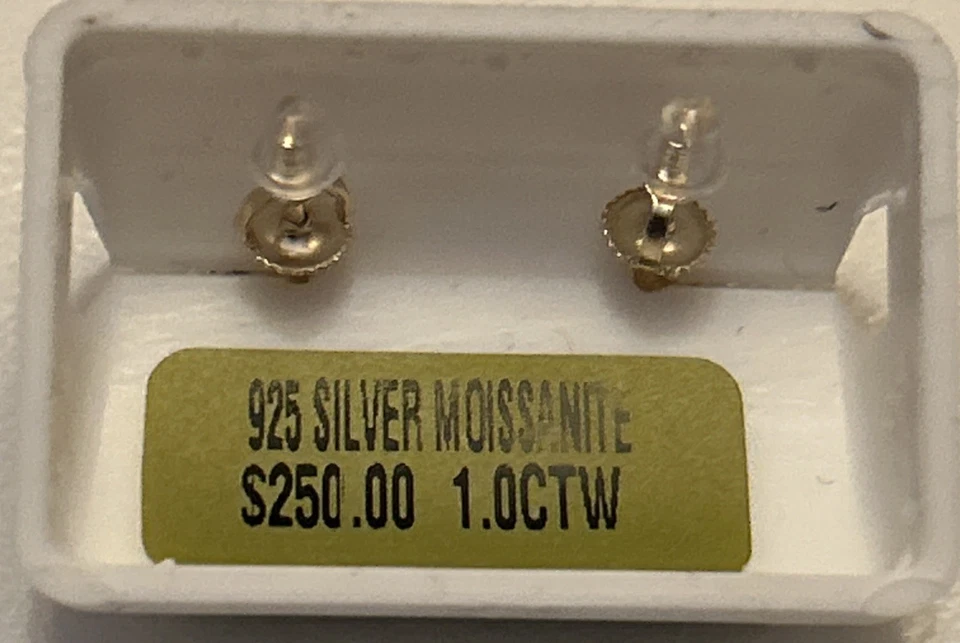 925 SILVER MOISSANITE
$250.00 1.0CTW